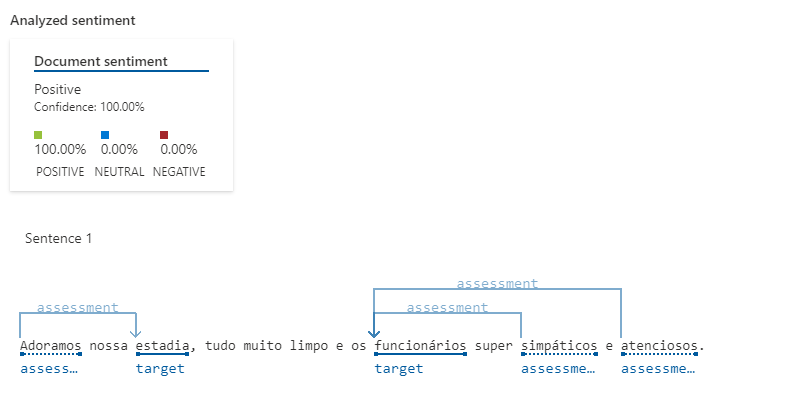 Analyzed sentiment
Document sentiment
Positive
Confidence: 100.00%
100.00% 0.00% 0.00%
POSITIVE NEUTRAL NEGATIVE
Sentence 1
assessment
assessment assessment
Adoramos nossa estadia, tudo muito limpo e os funcionários super simpáticos e atenciosos.
assess… target target assessme… assessme…